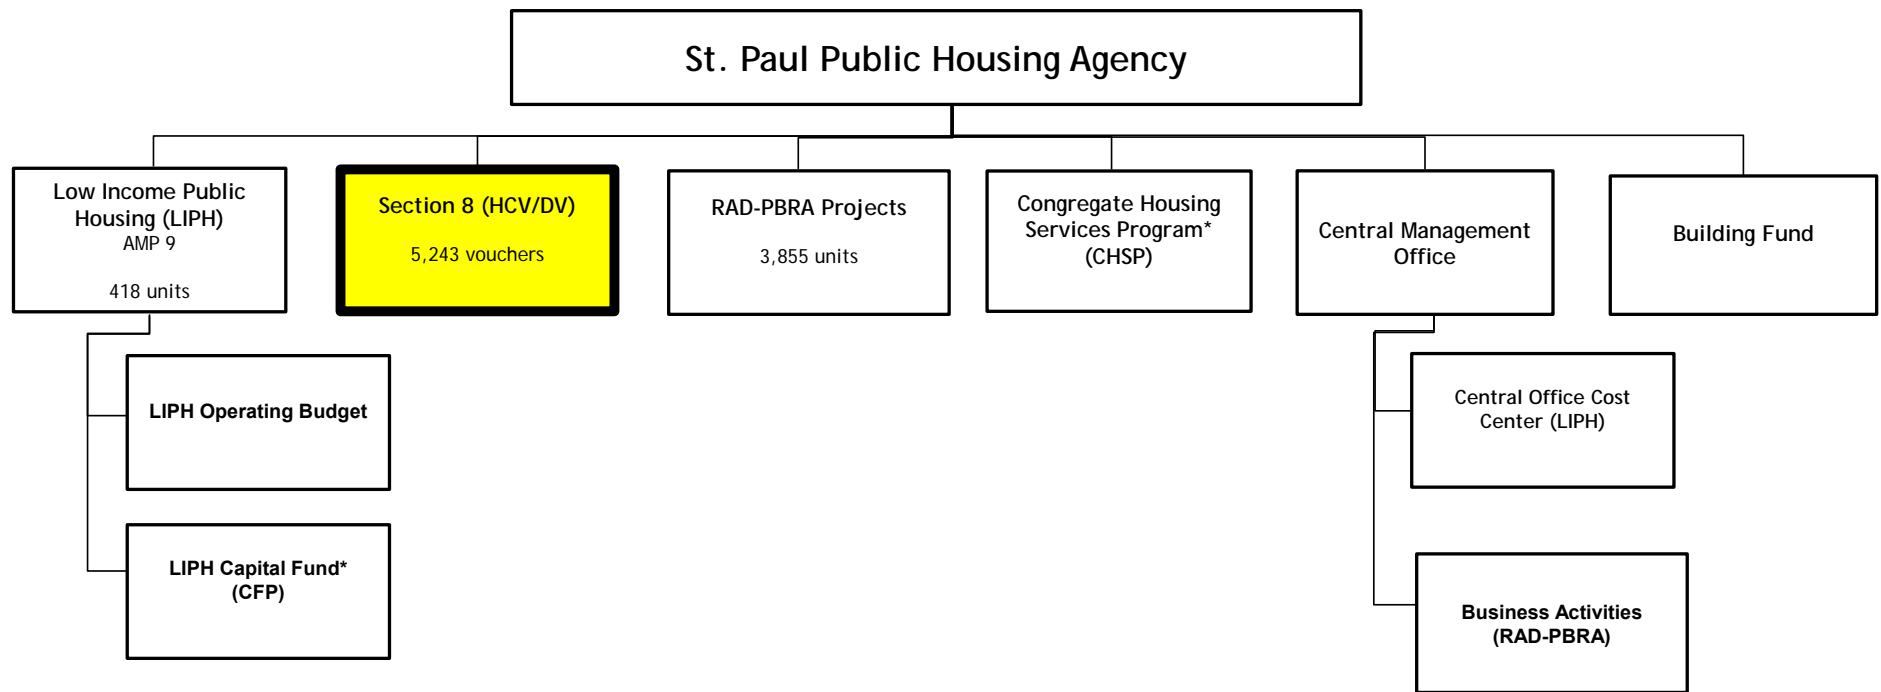 St. Paul Public Housing Agency
Low Income Public
Housing (LIPH)
AMP 9
418 units
Section 8 (HCV/DV)
5,243 vouchers
RAD-PBRA Projects
3,855 units
Congregate Housing
Services Program*
(CHSP)
Central Management
Office
Building Fund
LIPH Operating Budget
LIPH Capital Fund*
(CFP)
Central Office Cost
Center (LIPH)
Business Activities
(RAD-PBRA)